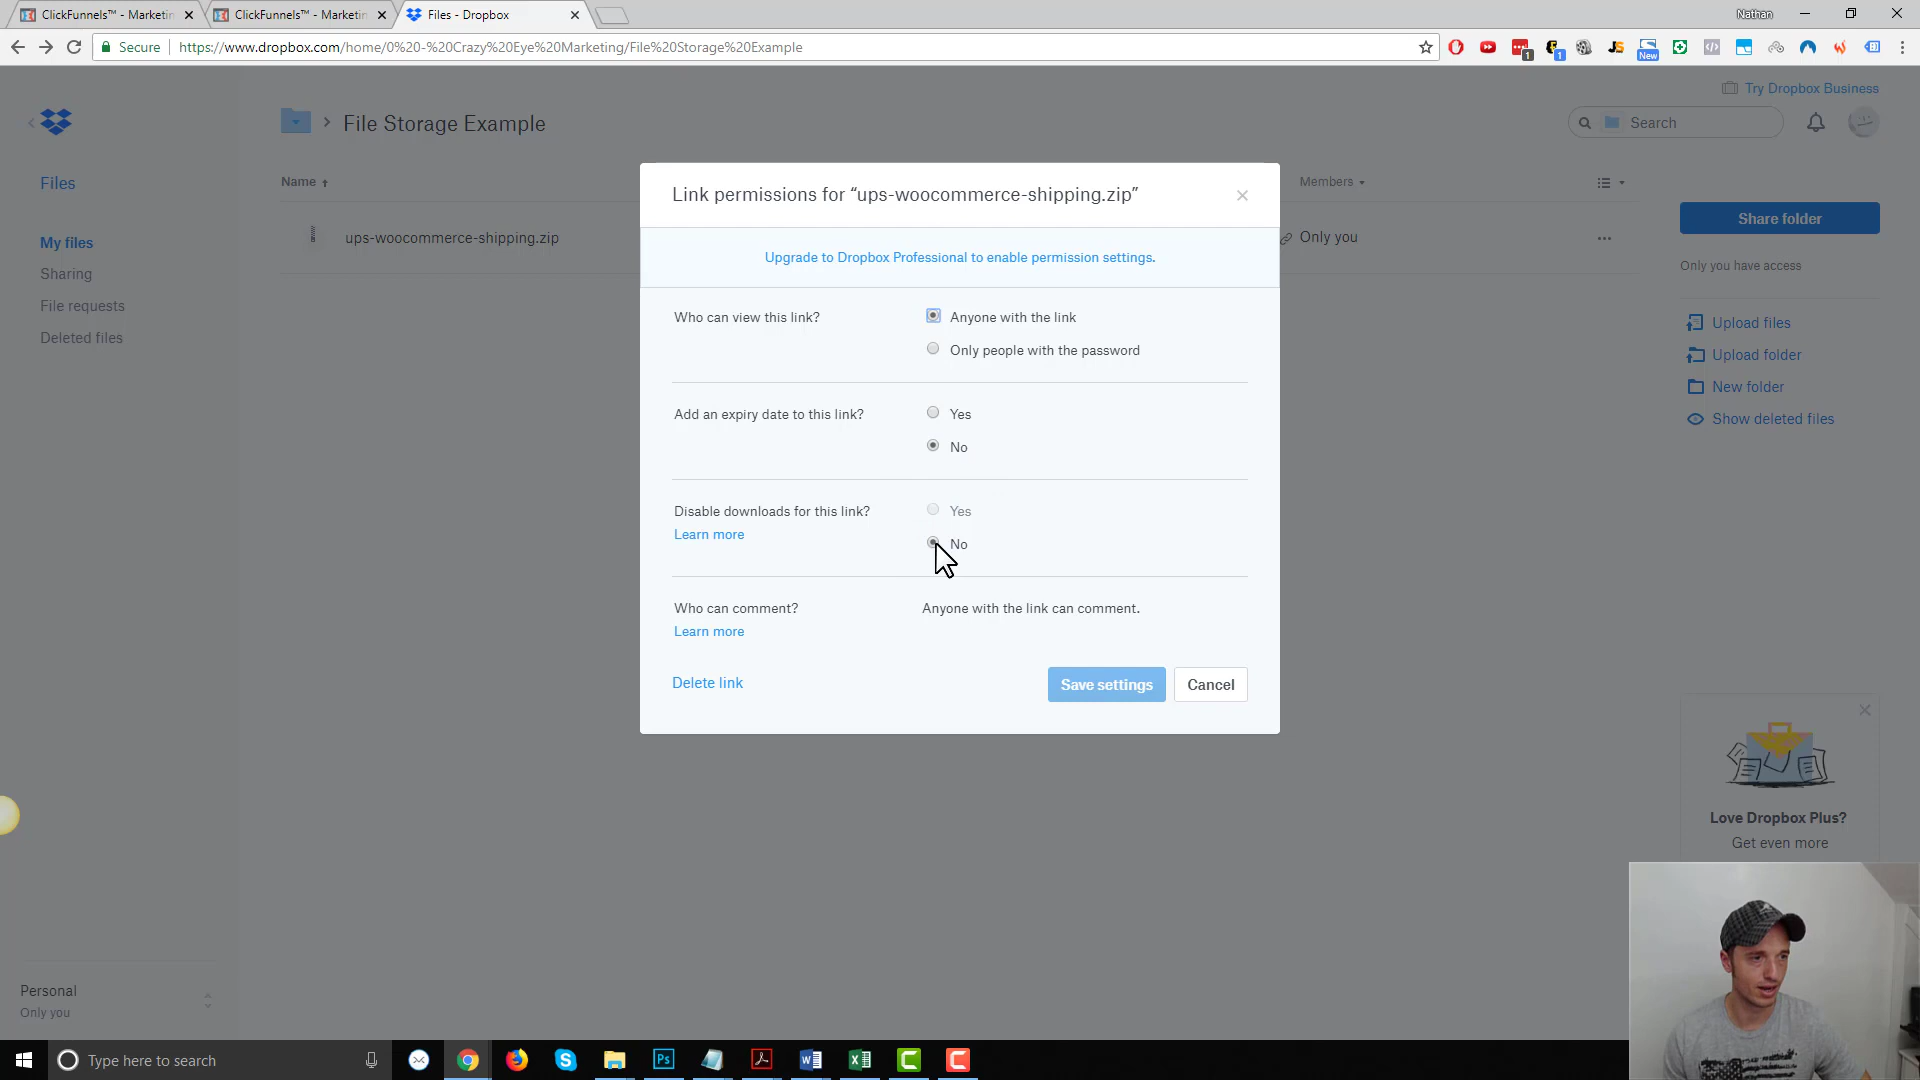 ClickFunnels™ - Marketin
ClickFunnels™ - Marketin
Files - Dropbox
Nathan
Secure
https://www.dropbox.com/home/0%20-%20Crazy%20Eye%20Marketing/File%20Storage%20Example
1
1
JS
New
Try Dropbox Business
File Storage Example
Search
Files
Name
Members
My files
Sharing
File requests
Deleted files
ups-woocommerce-shipping.zip
Only you
Share folder
Only you have access
Upload files
Upload folder
New folder
Show deleted files
Link permissions for “ups-woocommerce-shipping.zip”
Upgrade to Dropbox Professional to enable permission settings.
Who can view this link?
Anyone with the link
Only people with the password
Add an expiry date to this link?
Yes
No
Disable downloads for this link?
Learn more
Yes
No
Who can comment?
Learn more
Anyone with the link can comment.
Delete link
Save settings
Cancel
Love Dropbox Plus?
Get even more
Personal
Only you
Type here to search
Ps